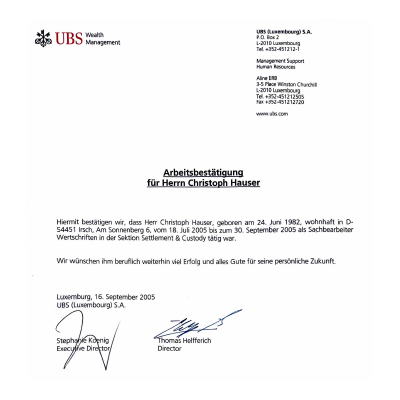 UBS Wealth
Management
UBS (Luxembourg) S.A.
P.O. Box 2
L-2010 Luxembourg
Tel. +352-451212-1
Management Support
Human Resources
Aline ERB
3-5 Place Winston Churchill
L-2010 Luxembourg
Tel. +352-451212505
Fax +352-451212720
www.ubs.com
Arbeitsbestätigung
für Herrn Christoph Hauser
Hiermit bestätigen wir, dass Herr Christoph Hauser, geboren am 24. Juni 1982, wohnhaft in D-
54451 Irsch, Am Sonnenberg 6, vom 18. Juli 2005 bis zum 30. September 2005 als Sachbearbeiter
Wertschriften in der Sektion Settlement & Custody tätig war.
Wir wünschen ihm beruflich weiterhin viel Erfolg und alles Gute für seine persönliche Zukunft.
Luxemburg, 16. September 2005
UBS (Luxembourg) S.A.
Stephanie Koenig
Executive Director
Thomas Helfferich
Director